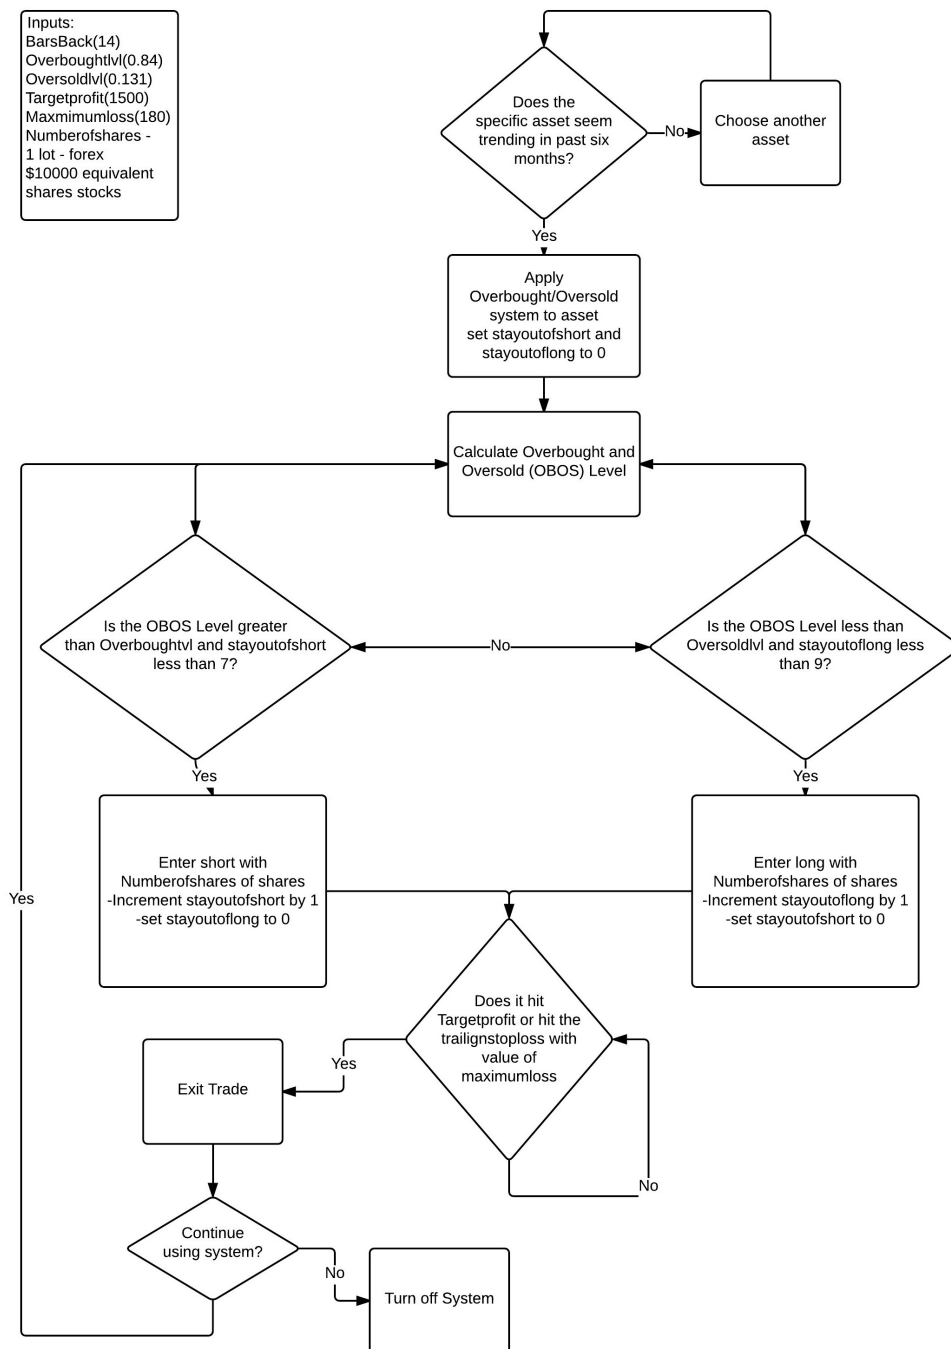 Inputs:
BarsBack(14)
Overboughtlvl(0.84)
Oversoldlvl(0.131)
Targetprofit(1500)
Maxmimumloss(180)
Numberofshares -
1 lot - forex
$10000 equivalent
shares stocks
Does the
specific asset seem
trending in past six
months?
No
Choose another
asset
Yes
Apply
Overbought/Oversold
system to asset
set stayoutofshort and
stayoutoflong to 0
Calculate Overbought and
Oversold (OBOS) Level
Is the OBOS Level greater
than Overboughtvl and stayoutofshort
less than 7?
No
Is the OBOS Level less than
Oversoldlvl and stayoutoflong less
than 9?
Yes
Yes
Enter short with
Numberofshares of shares
-Increment stayoutofshort by 1
-set stayoutoflong to 0
Enter long with
Numberofshares of shares
-Increment stayoutoflong by 1
-set stayoutofshort to 0
Yes
Does it hit
Targetprofit or hit the
trailignstoploss with
value of
maximumloss
Yes
Exit Trade
No
Continue
using system?
No
Turn off System